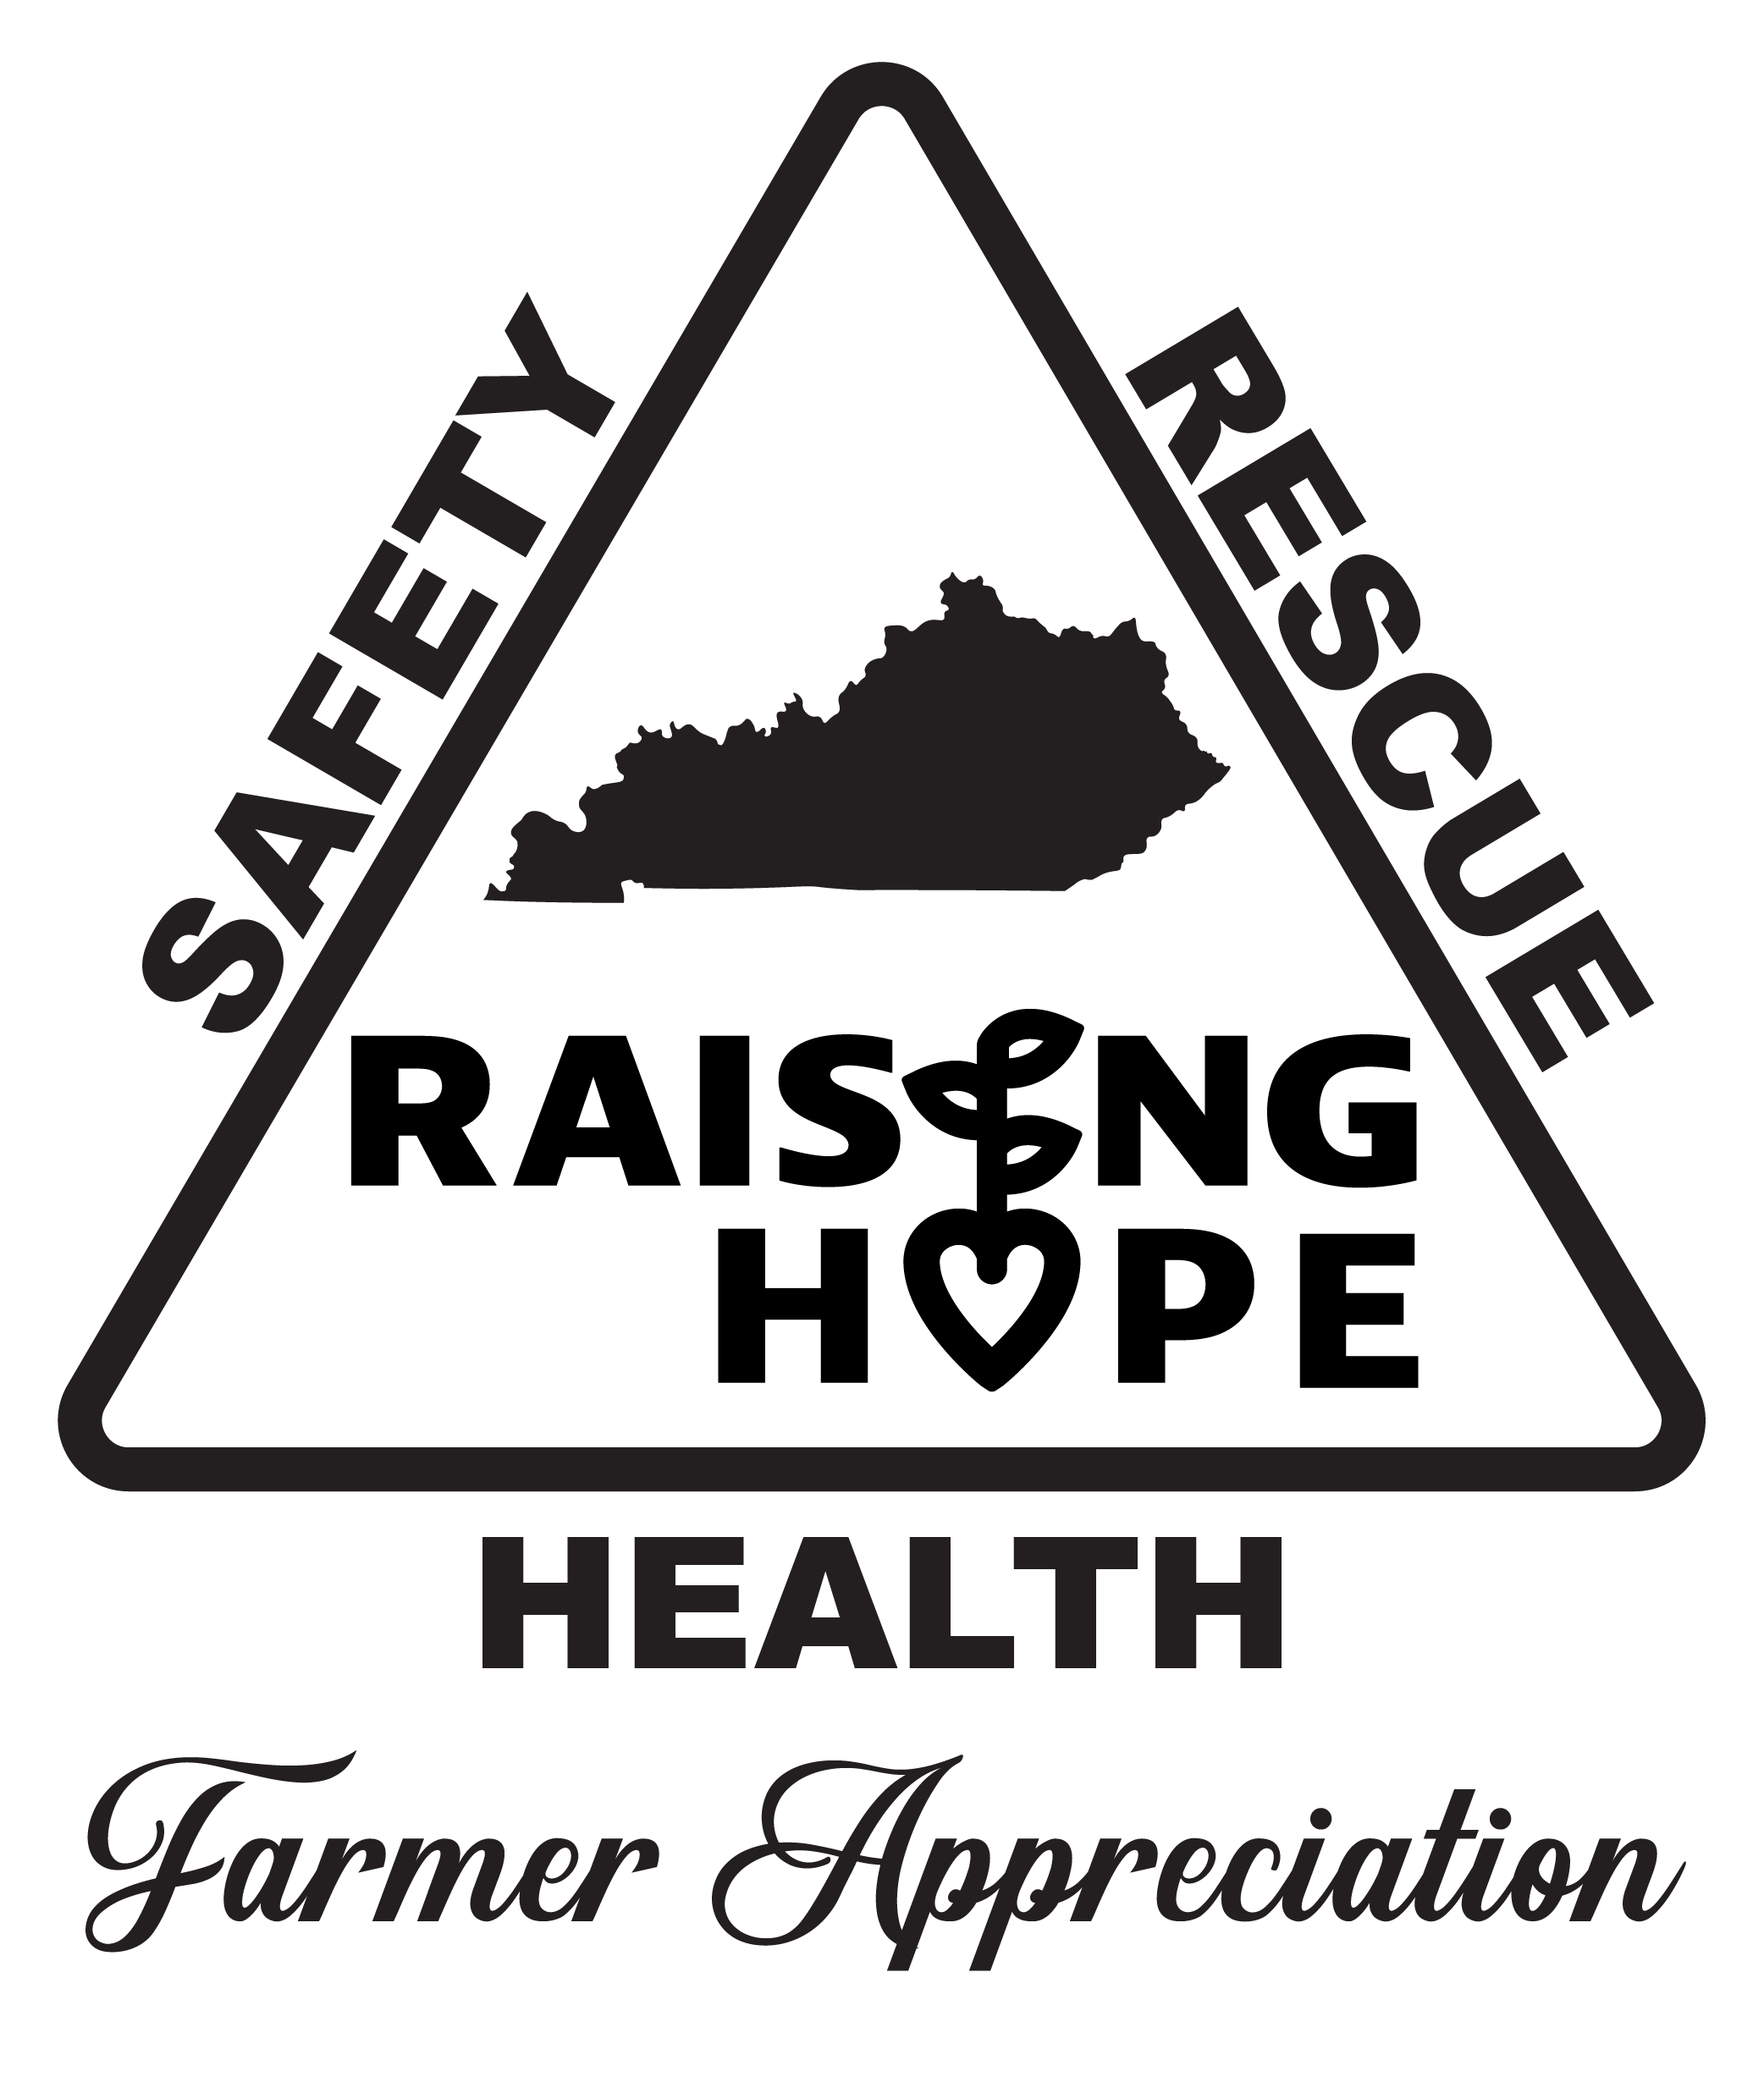 SAFETY
RESCUE
RAISING
HOPE
HEALTH
Farmer Appreciation